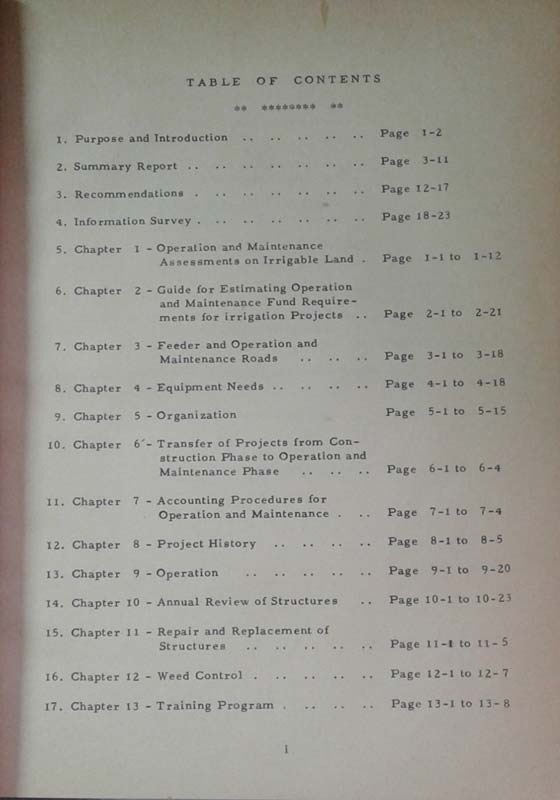 TABLE OF CONTENTS
** ******** **
1. Purpose and Introduction .. .. .. .. .. Page 1-2
2. Summary Report .. .. .. .. .. .. .. Page 3-11
3. Recommendations . .. .. .. .. .. .. Page 12-17
4. Information Survey . .. .. .. .. .. .. Page 18-23
5. Chapter 1 - Operation and Maintenance
Assessments on Irrigable Land . Page 1-1 to 1-12
6. Chapter 2 - Guide for Estimating Operation
and Maintenance Fund Require-
ments for irrigation Projects .. Page 2-1 to 2-21
7. Chapter 3 - Feeder and Operation and
Maintenance Roads .. .. .. Page 3-1 to 3-18
8. Chapter 4 - Equipment Needs .. .. .. .. Page 4-1 to 4-18
9. Chapter 5 - Organization Page 5-1 to 5-15
10. Chapter 6 - Transfer of Projects from Con-
struction Phase to Operation and
Maintenance Phase .. .. .. Page 6-1 to 6-4
11. Chapter 7 - Accounting Procedures for
Operation and Maintenance . .. Page 7-1 to 7-4
12. Chapter 8 - Project History .. .. .. .. Page 8-1 to 8-5
13. Chapter 9 - Operation .. .. .. .. .. Page 9-1 to 9-20
14. Chapter 10 - Annual Review of Structures .. Page 10-1 to 10-23
15. Chapter 11 - Repair and Replacement of
Structures .. .. .. .. .. Page 11-1 to 11-5
16. Chapter 12 - Weed Control . .. .. .. .. Page 12-1 to 12-7
17. Chapter 13 - Training Program . .. .. .. Page 13-1 to 13-8
i